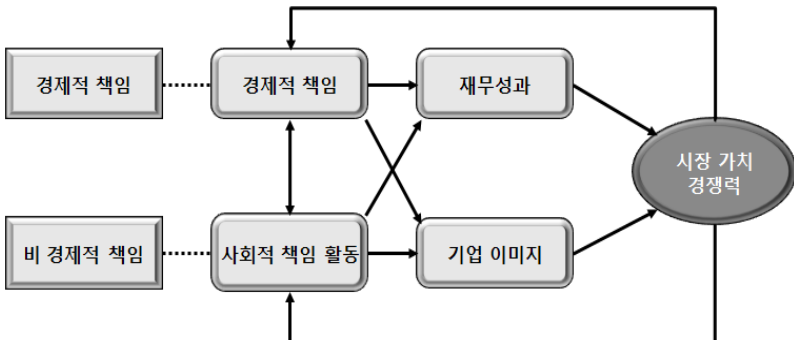 경제적 책임
경제적 책임
재무성과
시장 가치
경쟁력
비 경제적 책임
사회적 책임 활동
기업 이미지